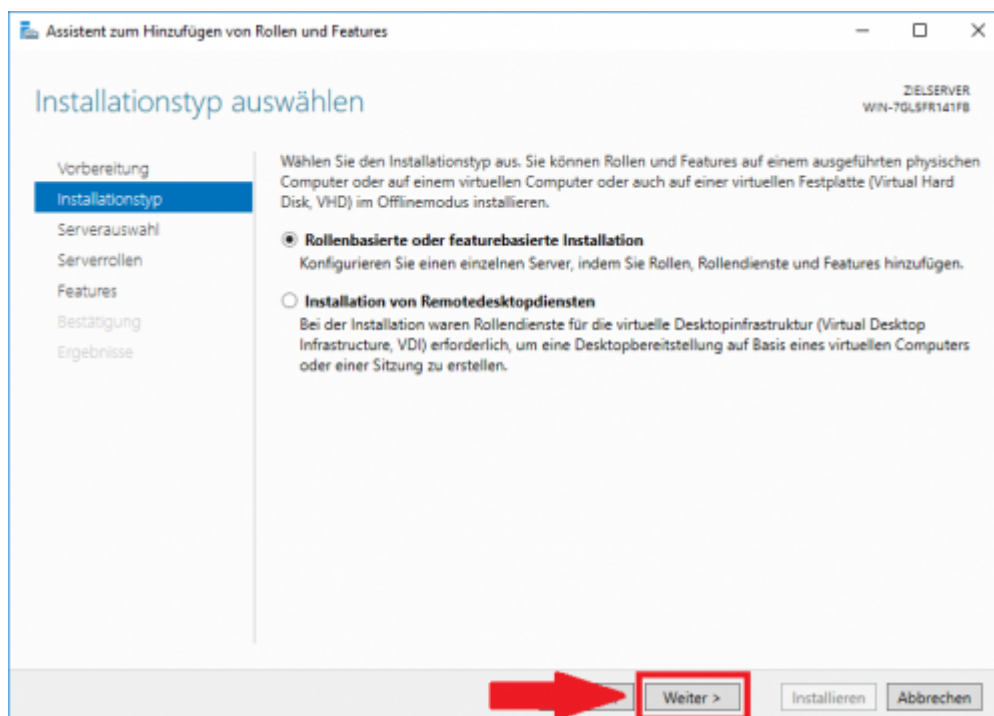 Assistent zum Hinzufügen von Rollen und Features
Installationstyp auswählen
ZIELSERVER
WIN-7GLSFR141FB
Vorbereitung
Installationstyp
Serverauswahl
Serverrollen
Features
Bestätigung
Ergebnisse
Wählen Sie den Installationstyp aus. Sie können Rollen und Features auf einem ausgeführten physischen
Computer oder auf einem virtuellen Computer oder auch auf einer virtuellen Festplatte (Virtual Hard
Disk, VHD) im Offlinemodus installieren.
Rollenbasierte oder featurebasierte Installation
Konfigurieren Sie einen einzelnen Server, indem Sie Rollen, Rollendienste und Features hinzufügen.
Installation von Remotedesktopdiensten
Bei der Installation waren Rollendienste für die virtuelle Desktopinfrastruktur (Virtual Desktop
Infrastructure, VDI) erforderlich, um eine Desktopbereitstellung auf Basis eines virtuellen Computers
oder einer Sitzung zu erstellen.
Weiter >
Installieren
Abbrechen